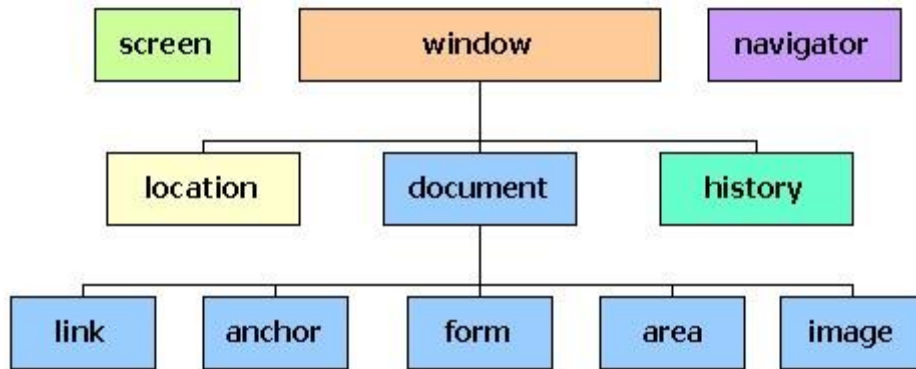 screen window navigator
location document history
link anchor form area image